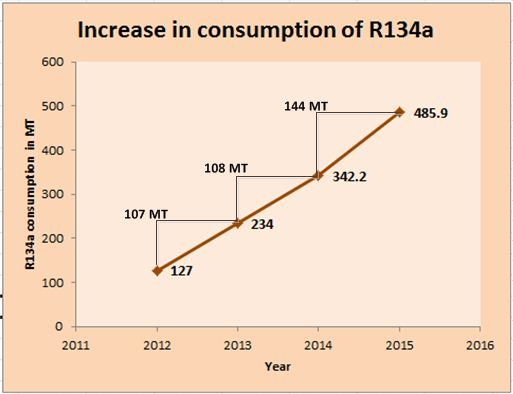 Increase in consumption of R134a
R134a consumption in MT
600
500
400
300
200
100
0
144 MT
485.9
108 MT
342.2
107 MT
234
127
2011 2012 2013 2014 2015 2016
Year